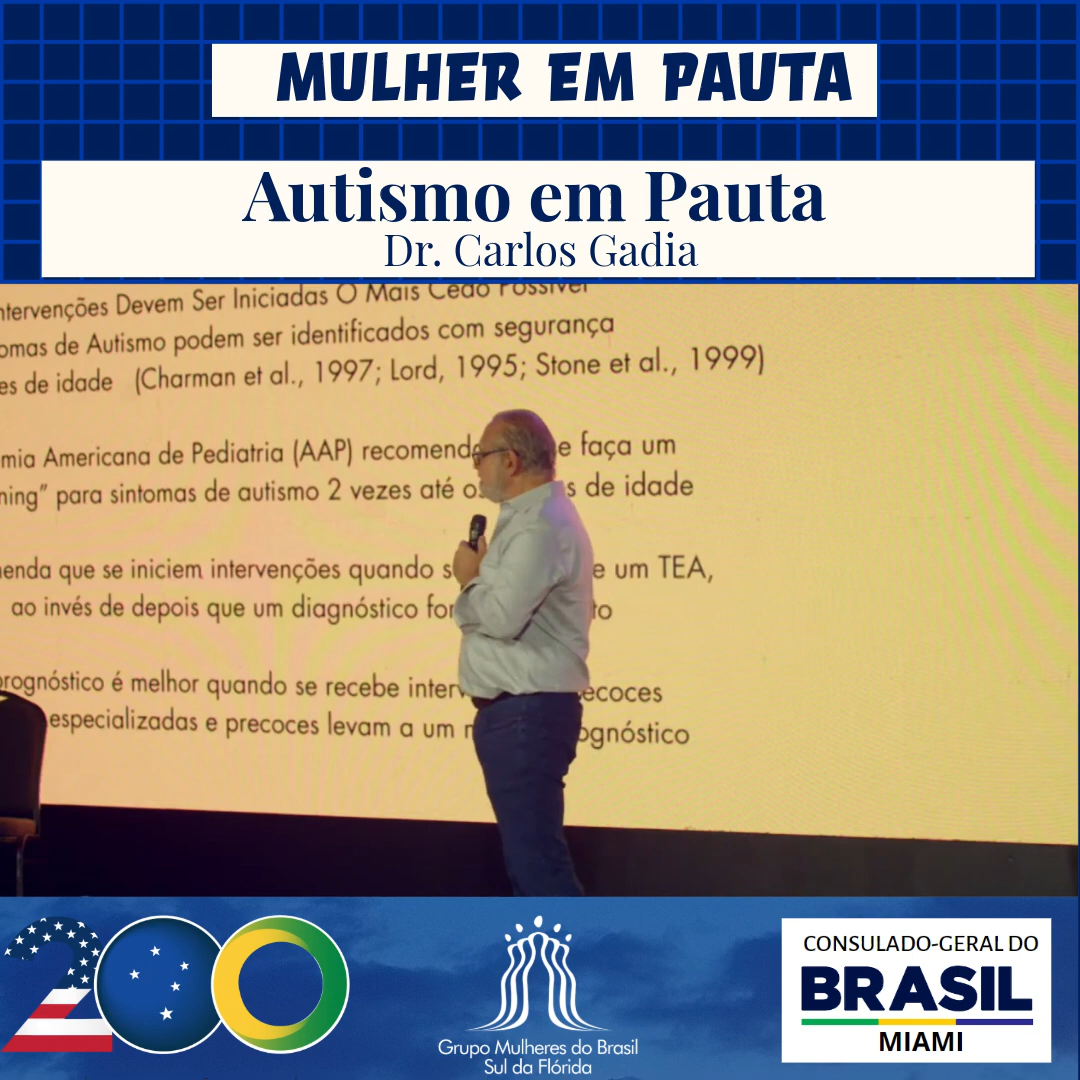 MULHER EM PAUTA
Autismo em Pauta
Dr. Carlos Gadia
ntervenções Devem Ser Iniciadas O Mais Cedo Possível
omas de Autismo podem ser identificados com segurança
es de idade (Charman et al., 1997; Lord, 1995; Stone et al., 1999)
mia Americana de Pediatria (AAP) recomend e faça um
ning” para sintomas de autismo 2 vezes até os s de idade
enda que se iniciem intervenções quando s e um TEA,
ao invés de depois que um diagnóstico for to
prognóstico é melhor quando se recebe interv ecoces
especializadas e precoces levam a um ognóstico
200
Grupo Mulheres do Brasil
Sul da Flórida
CONSULADO-GERAL DO
BRASIL
MIAMI